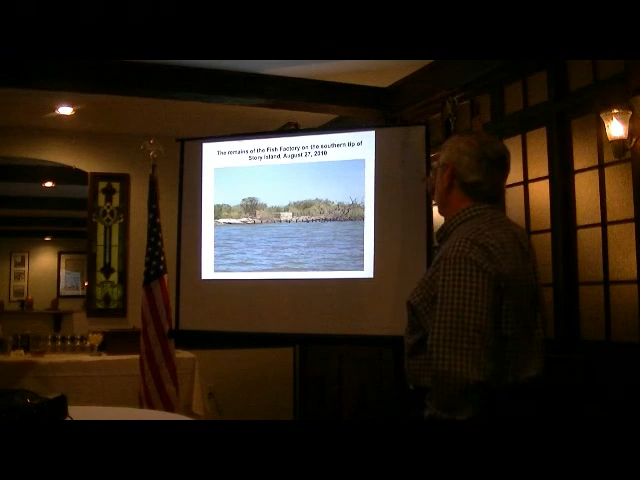 The remains of the Fish Factory on the southern tip of
Story Island, August 27, 2010